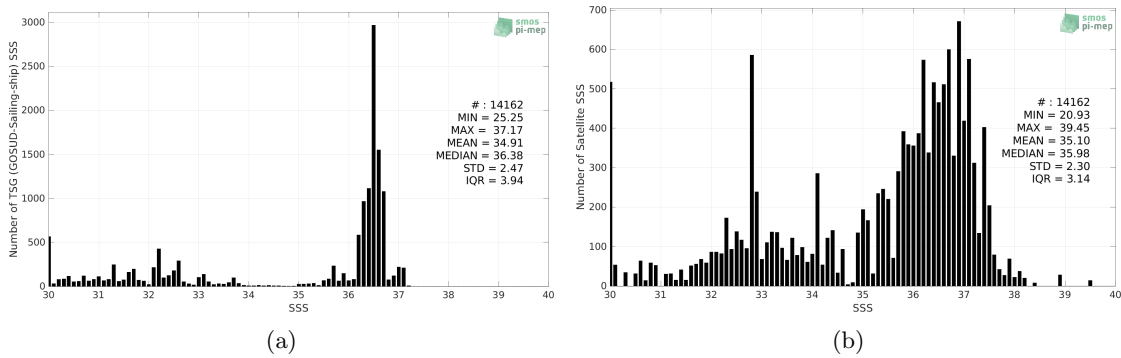 3000
2500
2000
1500
1000
500
0
Number of TSG (GOSUD-Sailing-ship) SSS
smos
pi-mep
# : 14162
MIN = 25.25
MAX = 37.17
MEAN = 34.91
MEDIAN = 36.38
STD = 2.47
IQR = 3.94
30 31 32 33 34 35 36 37 38 39 40
SSS
(a)
700
600
500
400
300
200
100
0
Number of Satellite SSS
smos
pi-mep
# : 14162
MIN = 20.93
MAX = 39.45
MEAN = 35.10
MEDIAN = 35.98
STD = 2.30
IQR = 3.14
30 31 32 33 34 35 36 37 38 39 40
SSS
(b)